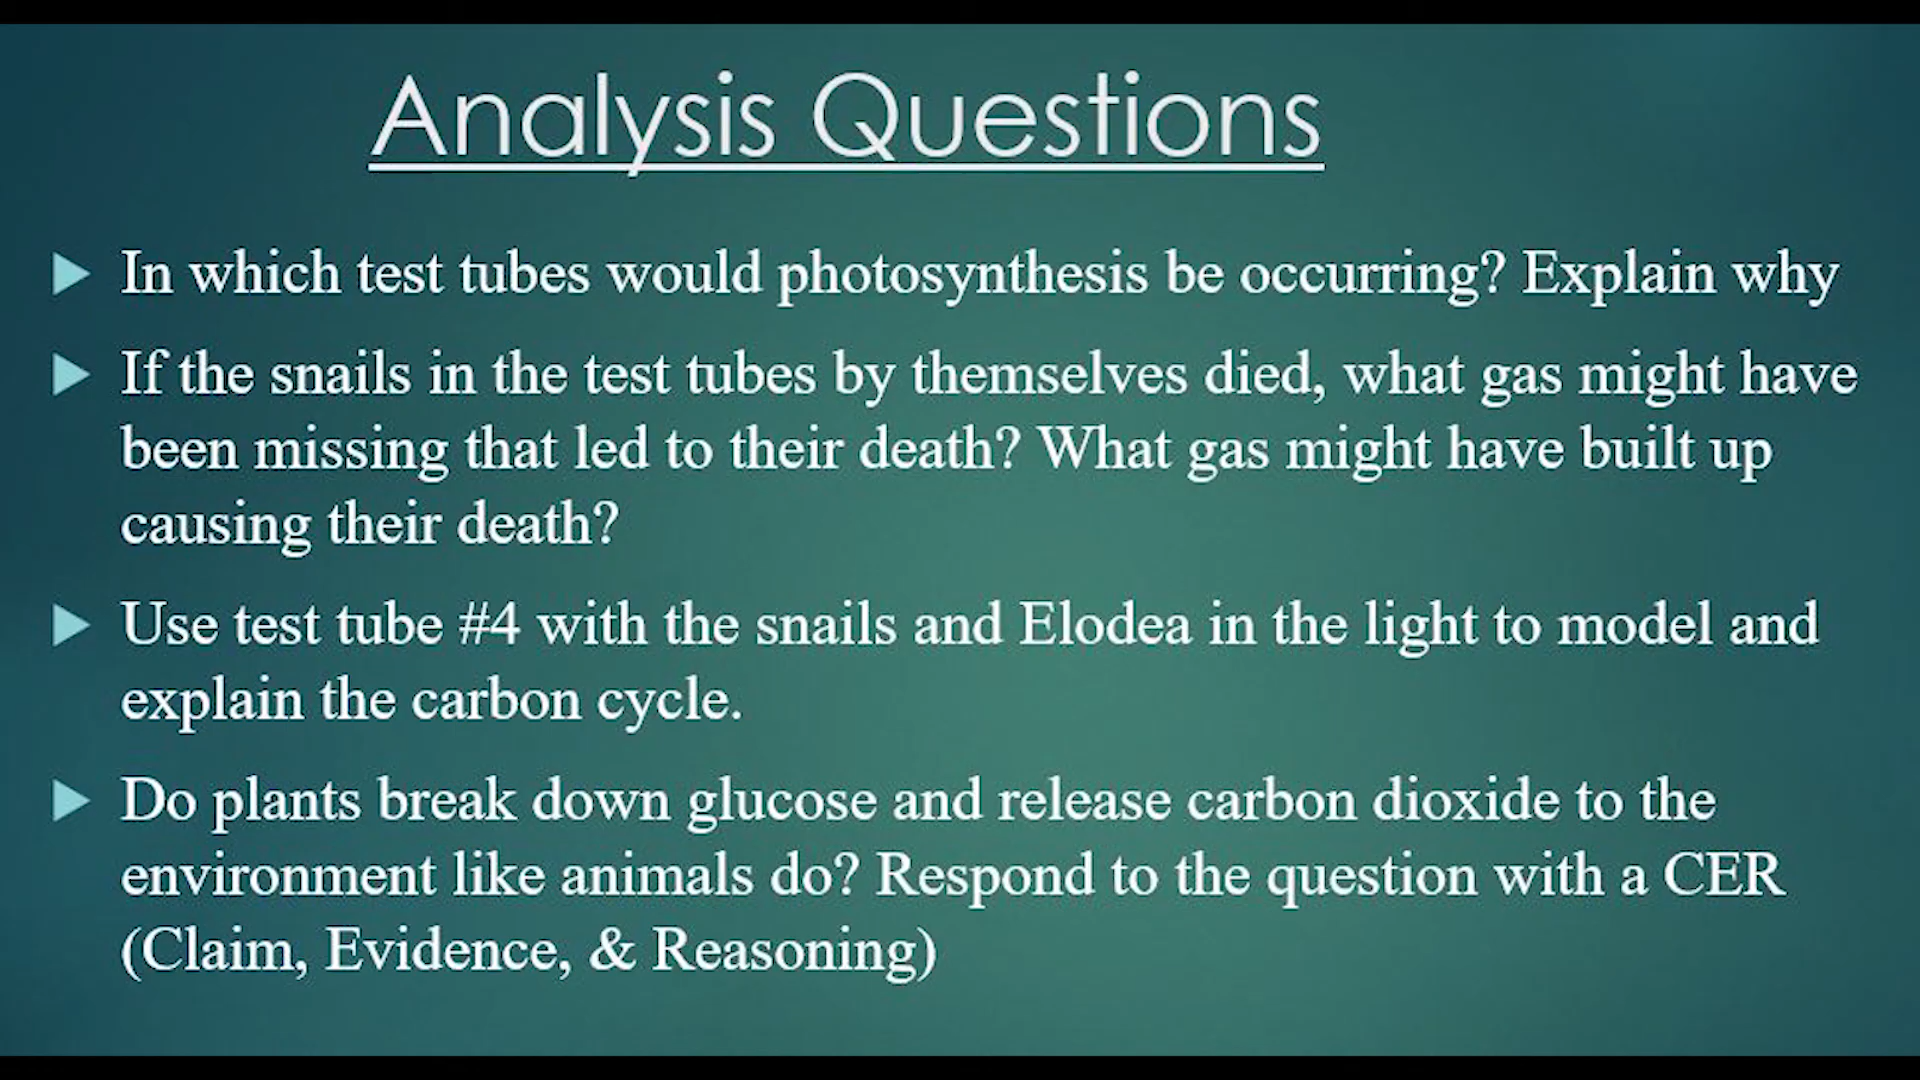 Analysis Questions
In which test tubes would photosynthesis be occurring? Explain why
If the snails in the test tubes by themselves died, what gas might have
been missing that led to their death? What gas might have built up
causing their death?
Use test tube #4 with the snails and Elodea in the light to model and
explain the carbon cycle.
Do plants break down glucose and release carbon dioxide to the
environment like animals do? Respond to the question with a CER
(Claim, Evidence, & Reasoning)